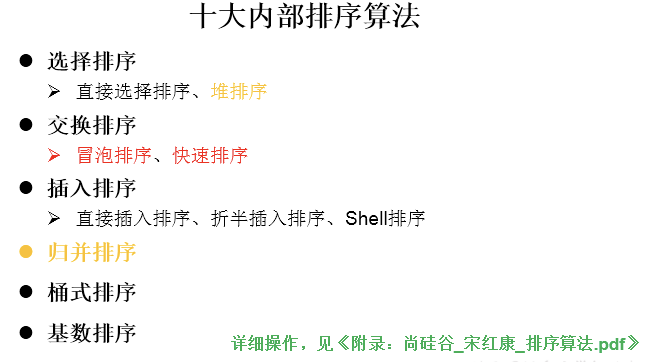 十大内部排序算法
● 选择排序
➢ 直接选择排序、堆排序
● 交换排序
➢ 冒泡排序、快速排序
● 插入排序
➢ 直接插入排序、折半插入排序、Shell排序
● 归并排序
● 桶式排序
● 基数排序
详细操作，见《附录：尚硅谷_宋红康_排序算法.pdf》